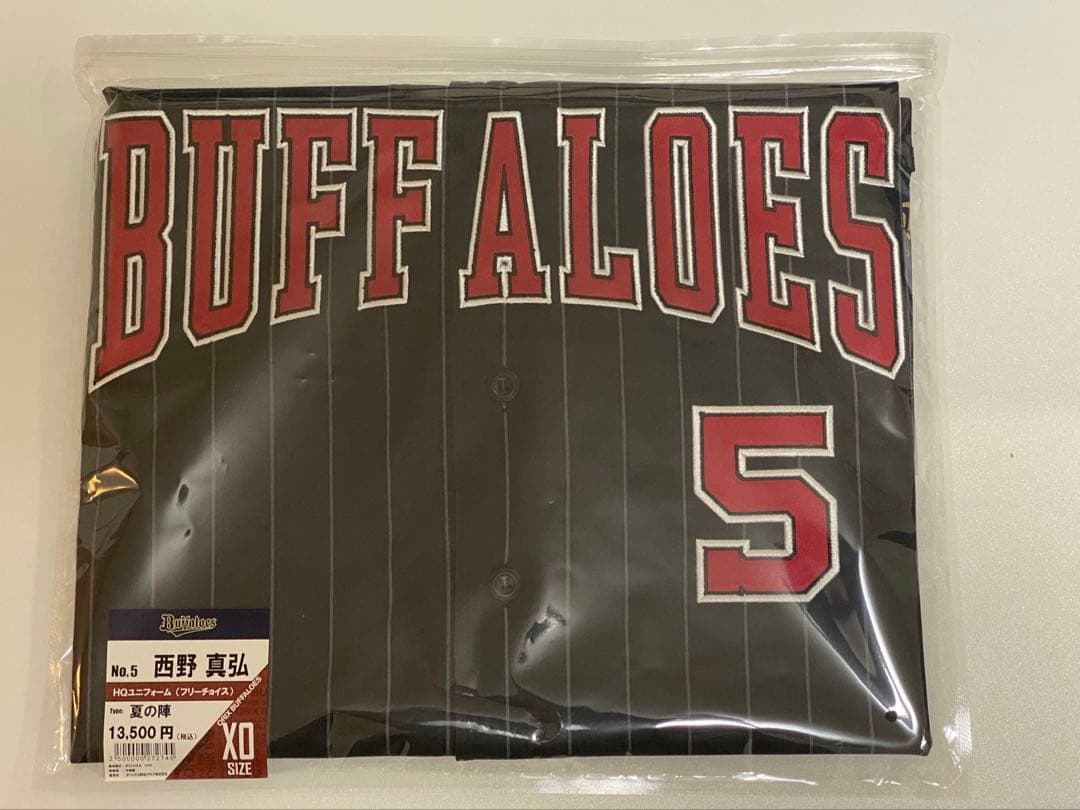 BUFFALOES
5
Buffaloes
No.5 西野 真弘
HQユニフォーム（フリーチョイス）
Type: 夏の陣
13,500円（税込）
ORIX BUFFALOES
XO
SIZE